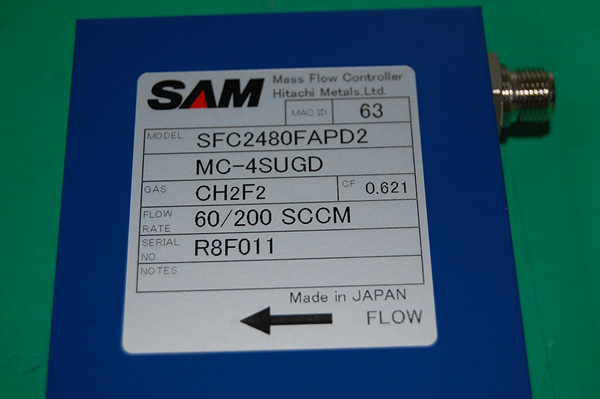 SAM
Mass Flow Controller
Hitachi Metals.Ltd.
MAC ID 63
MODEL SFC2480FAPD2
MC-4SUGD
GAS CH2F2 CF 0.621
FLOW RATE 60/200 SCCM
SERIAL NO. R8F011
NOTES
Made in JAPAN
FLOW